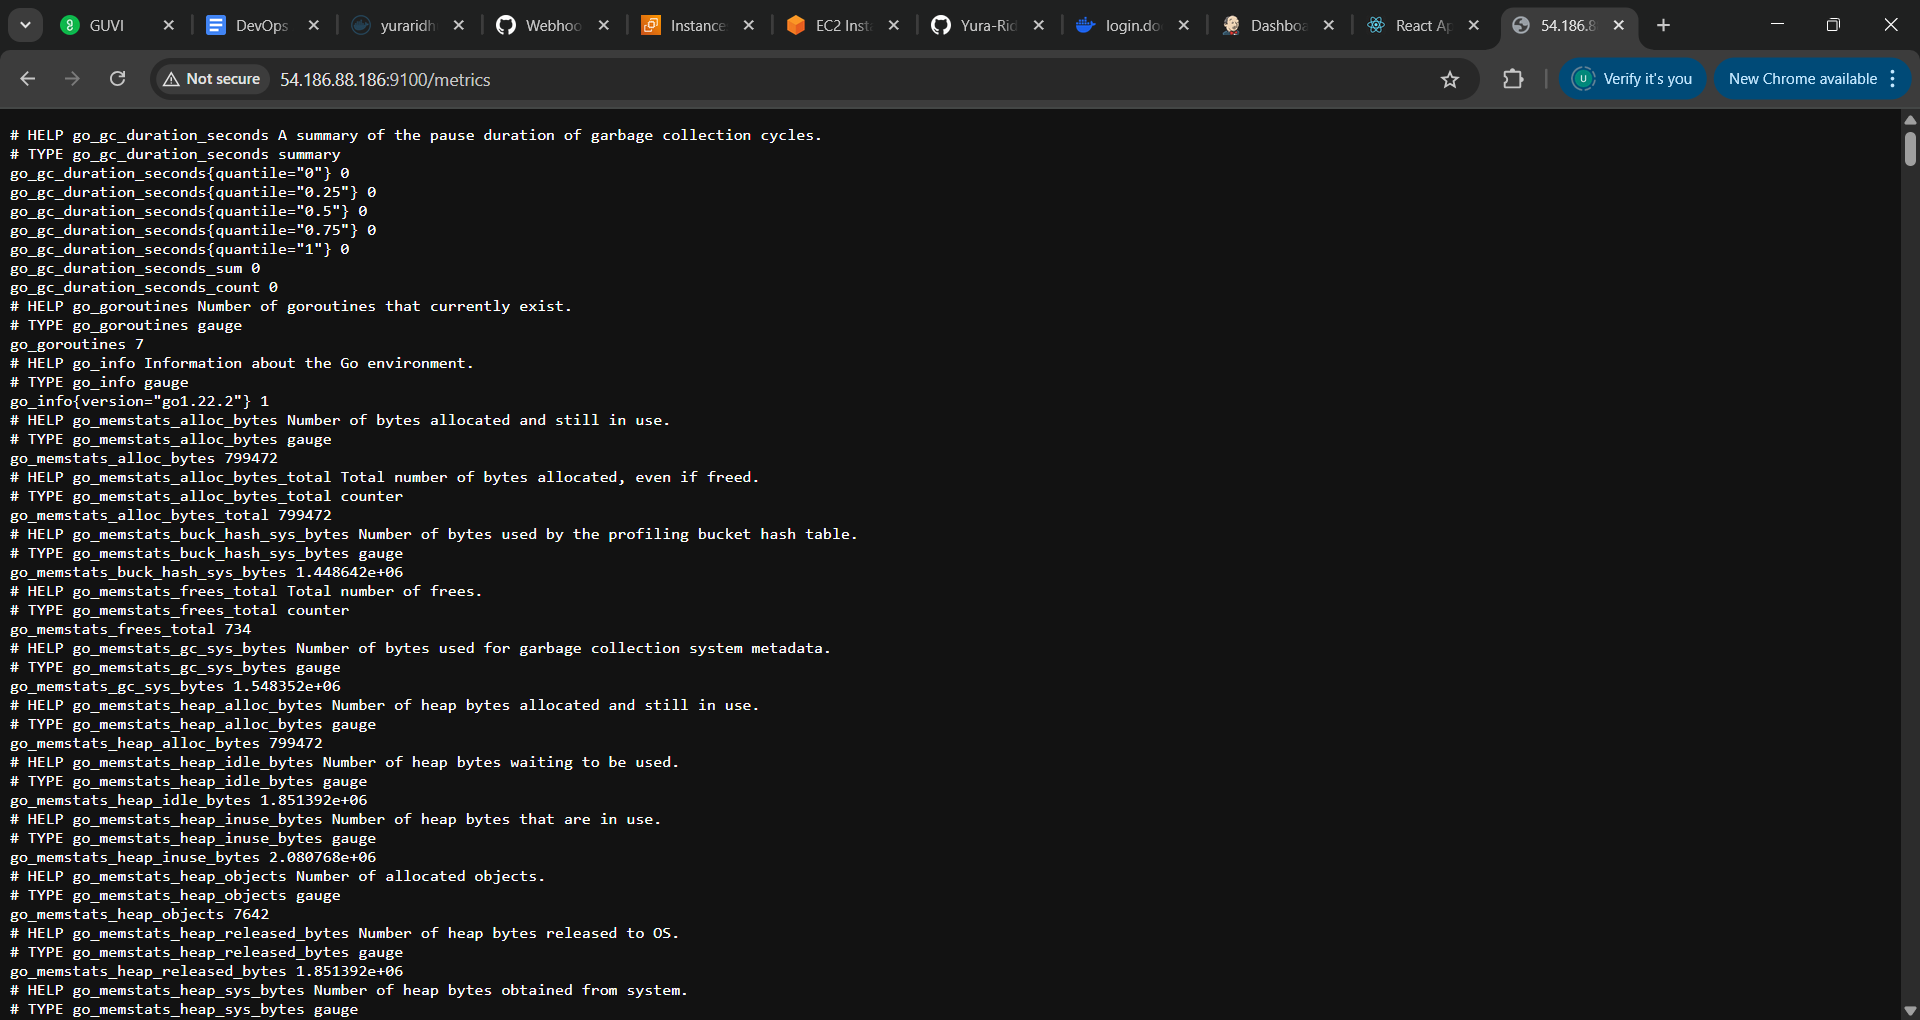 GUVI
DevOps
yuraridh
Webhoo
Instance
EC2 Inst
Yura-Rid
login.do
Dashboa
React Ap
54.186.8
Not secure
54.186.88.186:9100/metrics
Verify it's you
New Chrome available
# HELP go_gc_duration_seconds A summary of the pause duration of garbage collection cycles.
# TYPE go_gc_duration_seconds summary
go_gc_duration_seconds{quantile="0"} 0
go_gc_duration_seconds{quantile="0.25"} 0
go_gc_duration_seconds{quantile="0.5"} 0
go_gc_duration_seconds{quantile="0.75"} 0
go_gc_duration_seconds{quantile="1"} 0
go_gc_duration_seconds_sum 0
go_gc_duration_seconds_count 0
# HELP go_goroutines Number of goroutines that currently exist.
# TYPE go_goroutines gauge
go_goroutines 7
# HELP go_info Information about the Go environment.
# TYPE go_info gauge
go_info{version="go1.22.2"} 1
# HELP go_memstats_alloc_bytes Number of bytes allocated and still in use.
# TYPE go_memstats_alloc_bytes gauge
go_memstats_alloc_bytes 799472
# HELP go_memstats_alloc_bytes_total Total number of bytes allocated, even if freed.
# TYPE go_memstats_alloc_bytes_total counter
go_memstats_alloc_bytes_total 799472
# HELP go_memstats_buck_hash_sys_bytes Number of bytes used by the profiling bucket hash table.
# TYPE go_memstats_buck_hash_sys_bytes gauge
go_memstats_buck_hash_sys_bytes 1.448642e+06
# HELP go_memstats_frees_total Total number of frees.
# TYPE go_memstats_frees_total counter
go_memstats_frees_total 734
# HELP go_memstats_gc_sys_bytes Number of bytes used for garbage collection system metadata.
# TYPE go_memstats_gc_sys_bytes gauge
go_memstats_gc_sys_bytes 1.548352e+06
# HELP go_memstats_heap_alloc_bytes Number of heap bytes allocated and still in use.
# TYPE go_memstats_heap_alloc_bytes gauge
go_memstats_heap_alloc_bytes 799472
# HELP go_memstats_heap_idle_bytes Number of heap bytes waiting to be used.
# TYPE go_memstats_heap_idle_bytes gauge
go_memstats_heap_idle_bytes 1.851392e+06
# HELP go_memstats_heap_inuse_bytes Number of heap bytes that are in use.
# TYPE go_memstats_heap_inuse_bytes gauge
go_memstats_heap_inuse_bytes 2.080768e+06
# HELP go_memstats_heap_objects Number of allocated objects.
# TYPE go_memstats_heap_objects gauge
go_memstats_heap_objects 7642
# HELP go_memstats_heap_released_bytes Number of heap bytes released to OS.
# TYPE go_memstats_heap_released_bytes gauge
go_memstats_heap_released_bytes 1.851392e+06
# HELP go_memstats_heap_sys_bytes Number of heap bytes obtained from system.
# TYPE go_memstats_heap_sys_bytes gauge